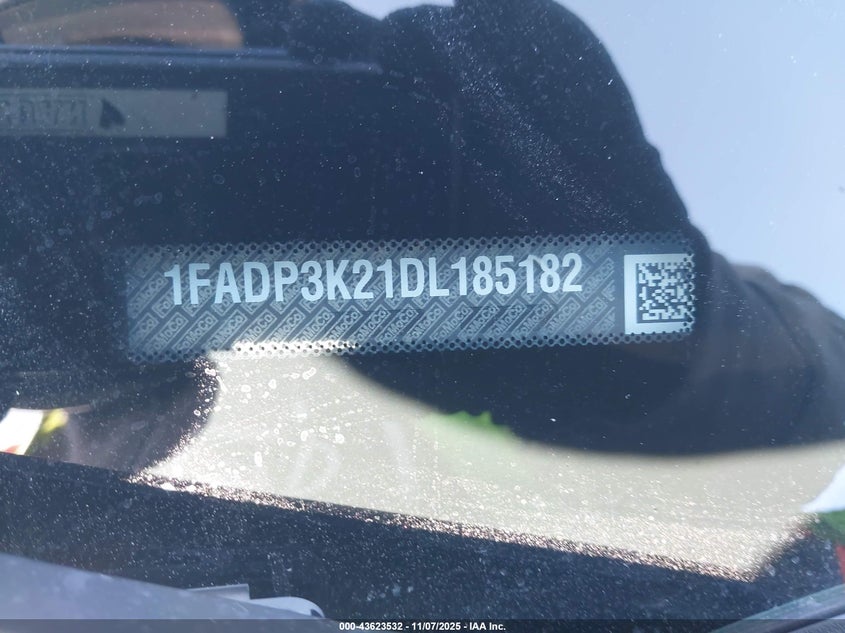 1FADP3K21DL185182
000-43623532 - 11/07/2025 - IAA Inc.